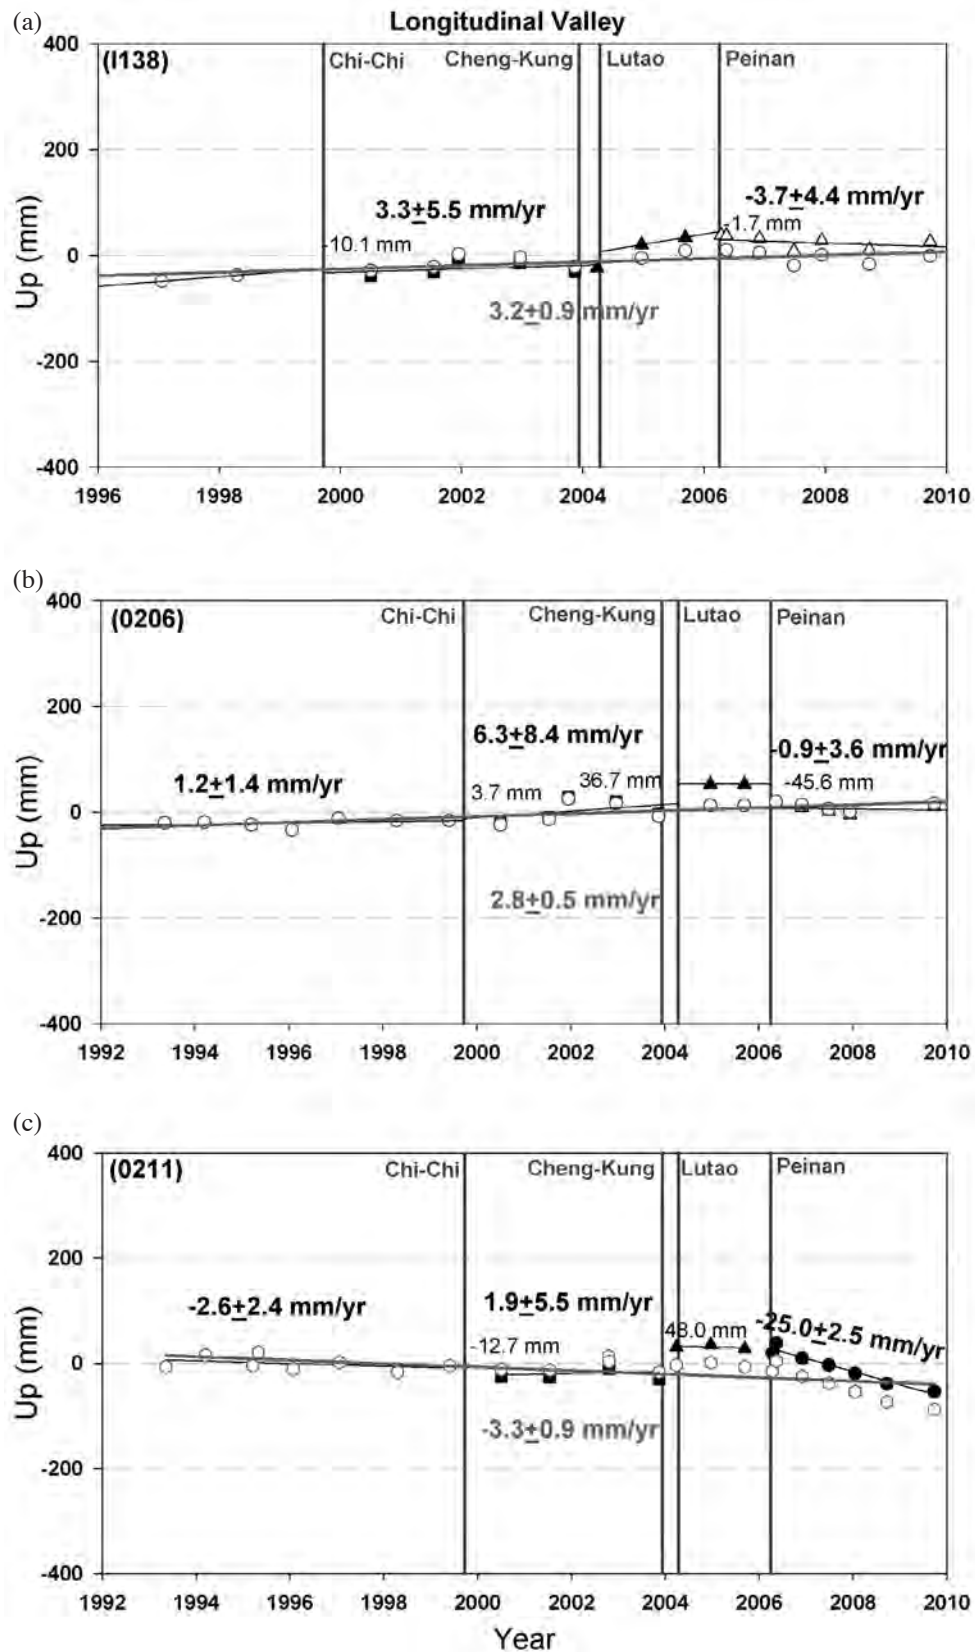 (a)
Longitudinal Valley
400
(I138)
Chi-Chi
Cheng-Kung
Lutao
Peinan
200
3.3±5.5 mm/yr
-3.7±4.4 mm/yr
-10.1 mm
-1.7 mm
0
3.2±0.9 mm/yr
-200
-400
Up (mm)
1996 1998 2000 2002 2004 2006 2008 2010
(b)
400
(0206)
Chi-Chi
Cheng-Kung
Lutao
Peinan
200
6.3±8.4 mm/yr
-0.9±3.6 mm/yr
1.2±1.4 mm/yr
3.7 mm
36.7 mm
-45.6 mm
0
2.8±0.5 mm/yr
-200
-400
Up (mm)
1992 1994 1996 1998 2000 2002 2004 2006 2008 2010
(c)
400
(0211)
Chi-Chi
Cheng-Kung
Lutao
Peinan
200
-2.6±2.4 mm/yr
1.9±5.5 mm/yr
-25.0±2.5 mm/yr
-12.7 mm
48.0 mm
0
-3.3±0.9 mm/yr
-200
-400
Up (mm)
1992 1994 1996 1998 2000 2002 2004 2006 2008 2010
Year